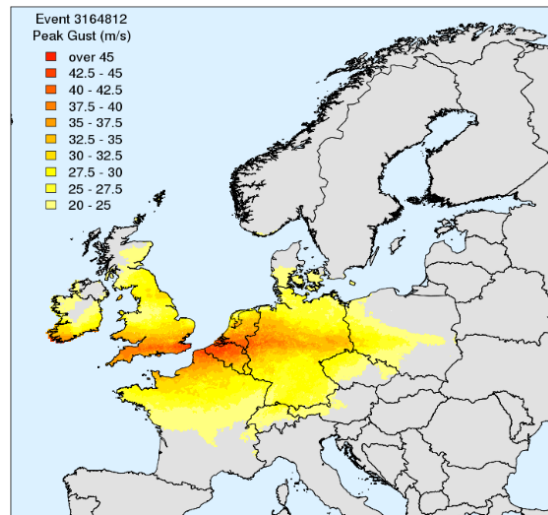 Event 3164812
Peak Gust (m/s)
over 45
42.5 - 45
40 - 42.5
37.5 - 40
35 - 37.5
32.5 - 35
30 - 32.5
27.5 - 30
25 - 27.5
20 - 25